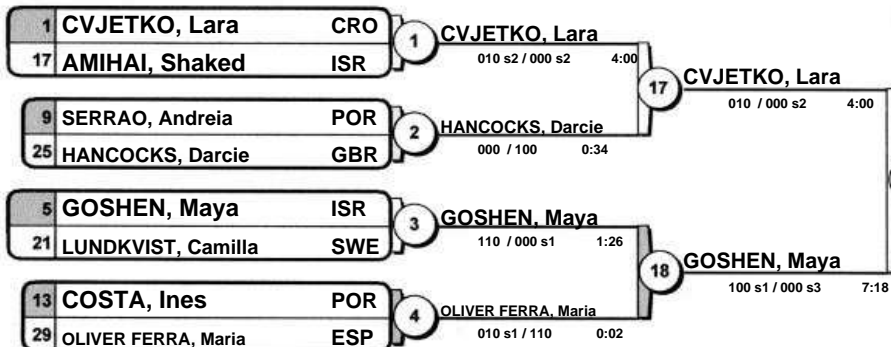 1 CVJETKO, Lara CRO
17 AMIHAI, Shaked ISR
1
CVJETKO, Lara
010 s2 / 000 s2 4:00
9 SERRAO, Andreia POR
25 HANCOCKS, Darcie GBR
2
HANCOCKS, Darcie
000 / 100 0:34
17
CVJETKO, Lara
010 / 000 s2 4:00
5 GOSHEN, Maya ISR
21 LUNDKVIST, Camilla SWE
3
GOSHEN, Maya
110 / 000 s1 1:26
13 COSTA, Ines POR
29 OLIVER FERRA, Maria ESP
4
OLIVER FERRA, Maria
010 s1 / 110 0:02
18
GOSHEN, Maya
100 s1 / 000 s3 7:18